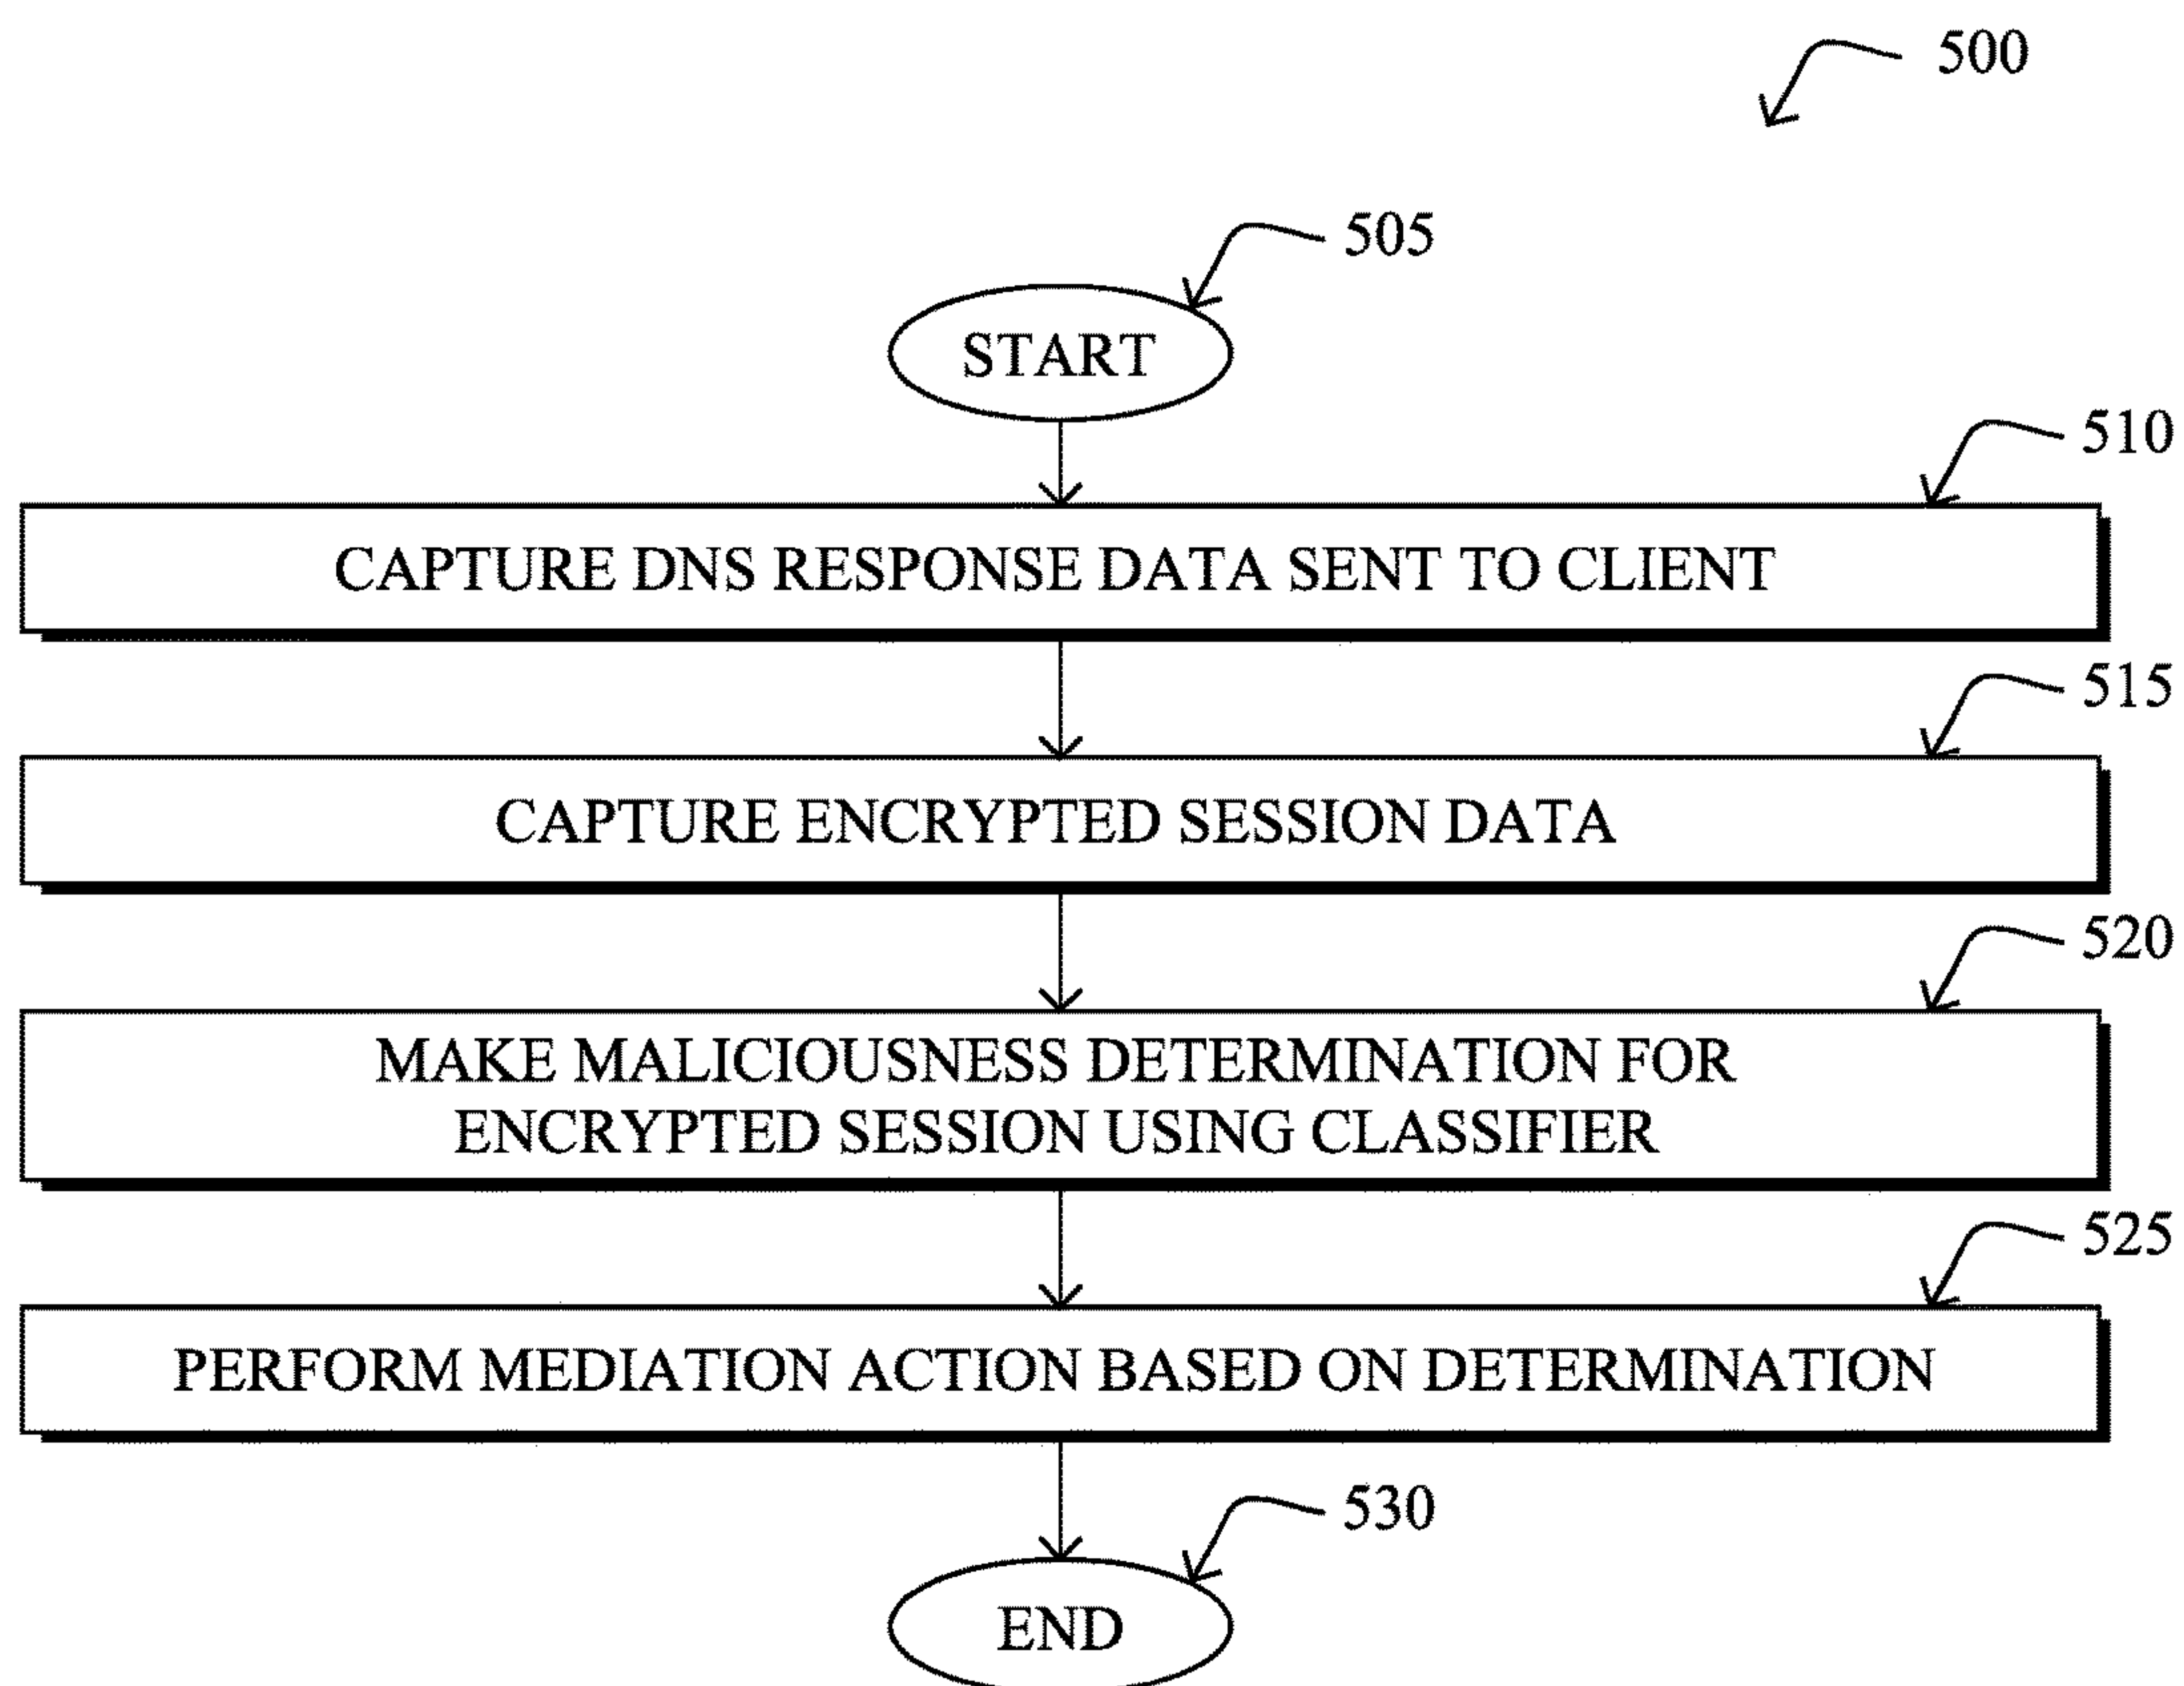 500
505
START
510
CAPTURE DNS RESPONSE DATA SENT TO CLIENT
515
CAPTURE ENCRYPTED SESSION DATA
520
MAKE MALICIOUSNESS DETERMINATION FOR
ENCRYPTED SESSION USING CLASSIFIER
525
PERFORM MEDIATION ACTION BASED ON DETERMINATION
530
END